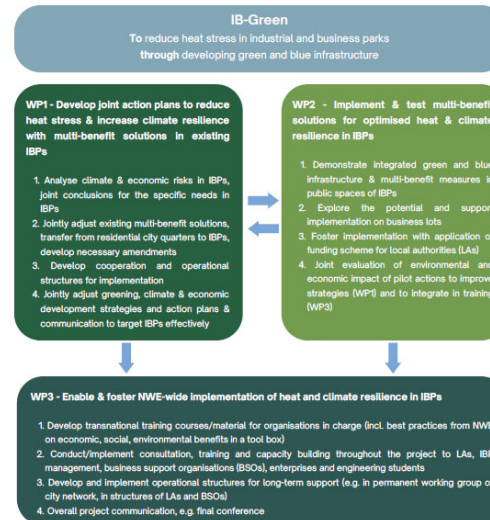 IB-Green
To reduce heat stress in industrial and business parks
through developing green and blue infrastructure
WP1 - Develop joint action plans to reduce
heat stress & increase climate resilience
with multi-benefit solutions in existing
IBPs
1. Analyse climate & economic risks in IBPs,
joint conclusions for the specific needs in
IBPs
2. Jointly adjust existing multi-benefit solutions,
transfer from residential city quarters to IBPs,
develop necessary amendments
3. Develop cooperation and operational
structures for implementation
4. Jointly adjust greening, climate & economic
development strategies and action plans &
communication to target IBPs effectively
WP2 - Implement & test multi-benefit
solutions for optimised heat & climate
resilience in IBPs
1. Demonstrate integrated green and blue
infrastructure & multi-benefit measures in
public spaces of IBPs
2. Explore the potential and support
implementation on business lots
3. Foster implementation with application of
funding scheme for local authorities (LAs)
4. Joint evaluation of environmental and
economic impact of pilot actions to improve
strategies (WP1) and to integrate in training
(WP3)
WP3 - Enable & foster NWE-wide implementation of heat and climate resilience in IBPs
1. Develop transnational training courses/material for organisations in charge (incl. best practices from NWE
on economic, social, environmental benefits in a tool box)
2. Conduct/implement consultation, training and capacity building throughout the project to LAs, IBP
management, business support organisations (BSOs), enterprises and engineering students
3. Develop and implement operational structures for long-term support (e.g. in permanent working group of
city network, in structures of LAs and BSOs)
4. Overall project communication, e.g. final conference